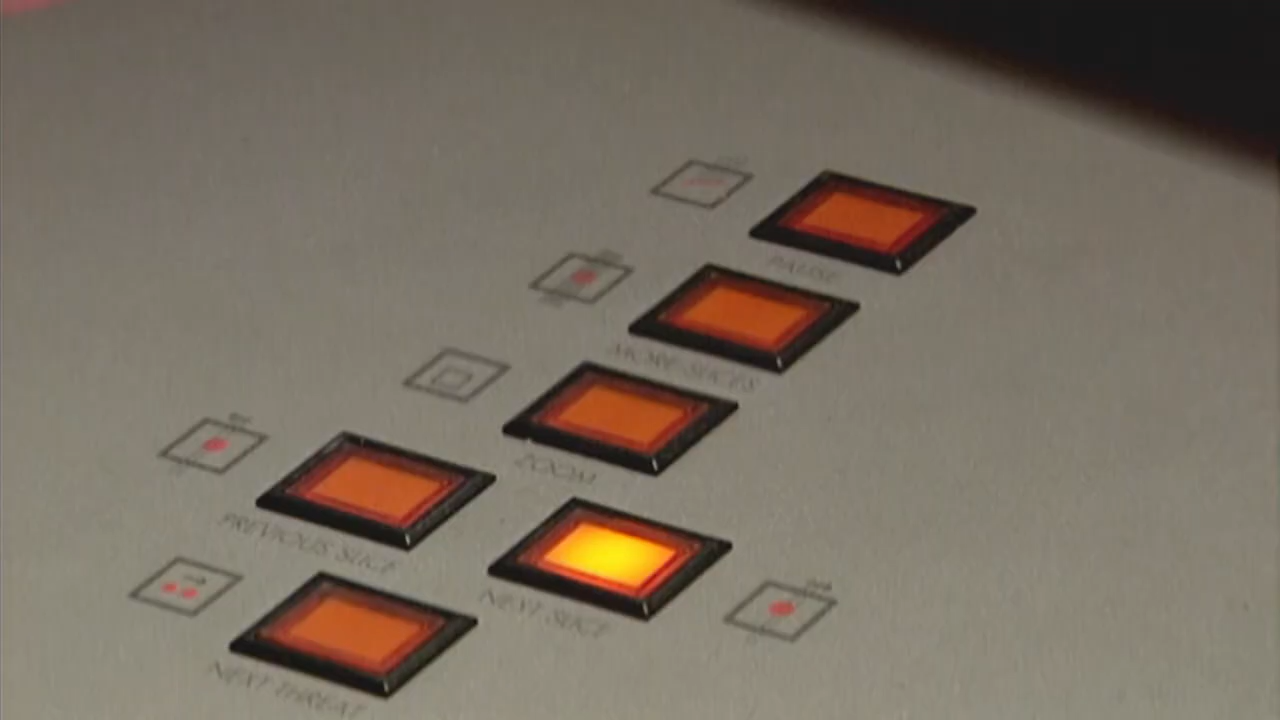 PAUSE
MORE SLICES
ZOOM
PREVIOUS SLICE
NEXT SLICE
NEXT THREAT